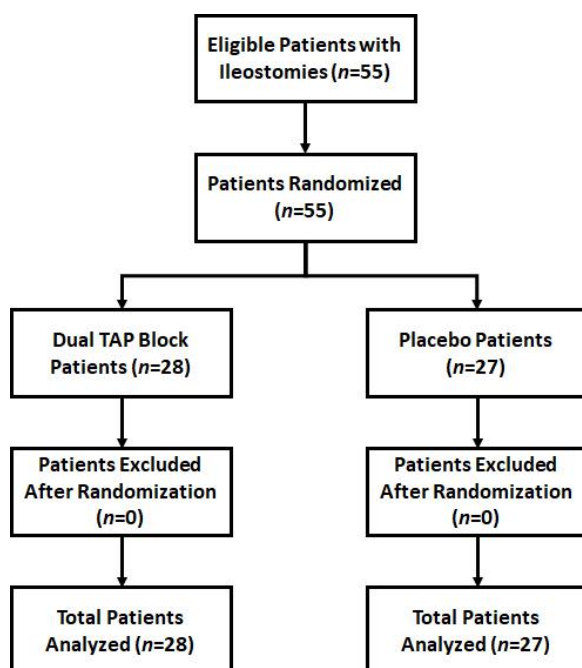 Eligible Patients with
Ileostomies (n=55)
Patients Randomized
(n=55)
Dual TAP Block
Patients (n=28)
Placebo Patients
(n=27)
Patients Excluded
After Randomization
(n=0)
Patients Excluded
After Randomization
(n=0)
Total Patients
Analyzed (n=28)
Total Patients
Analyzed (n=27)